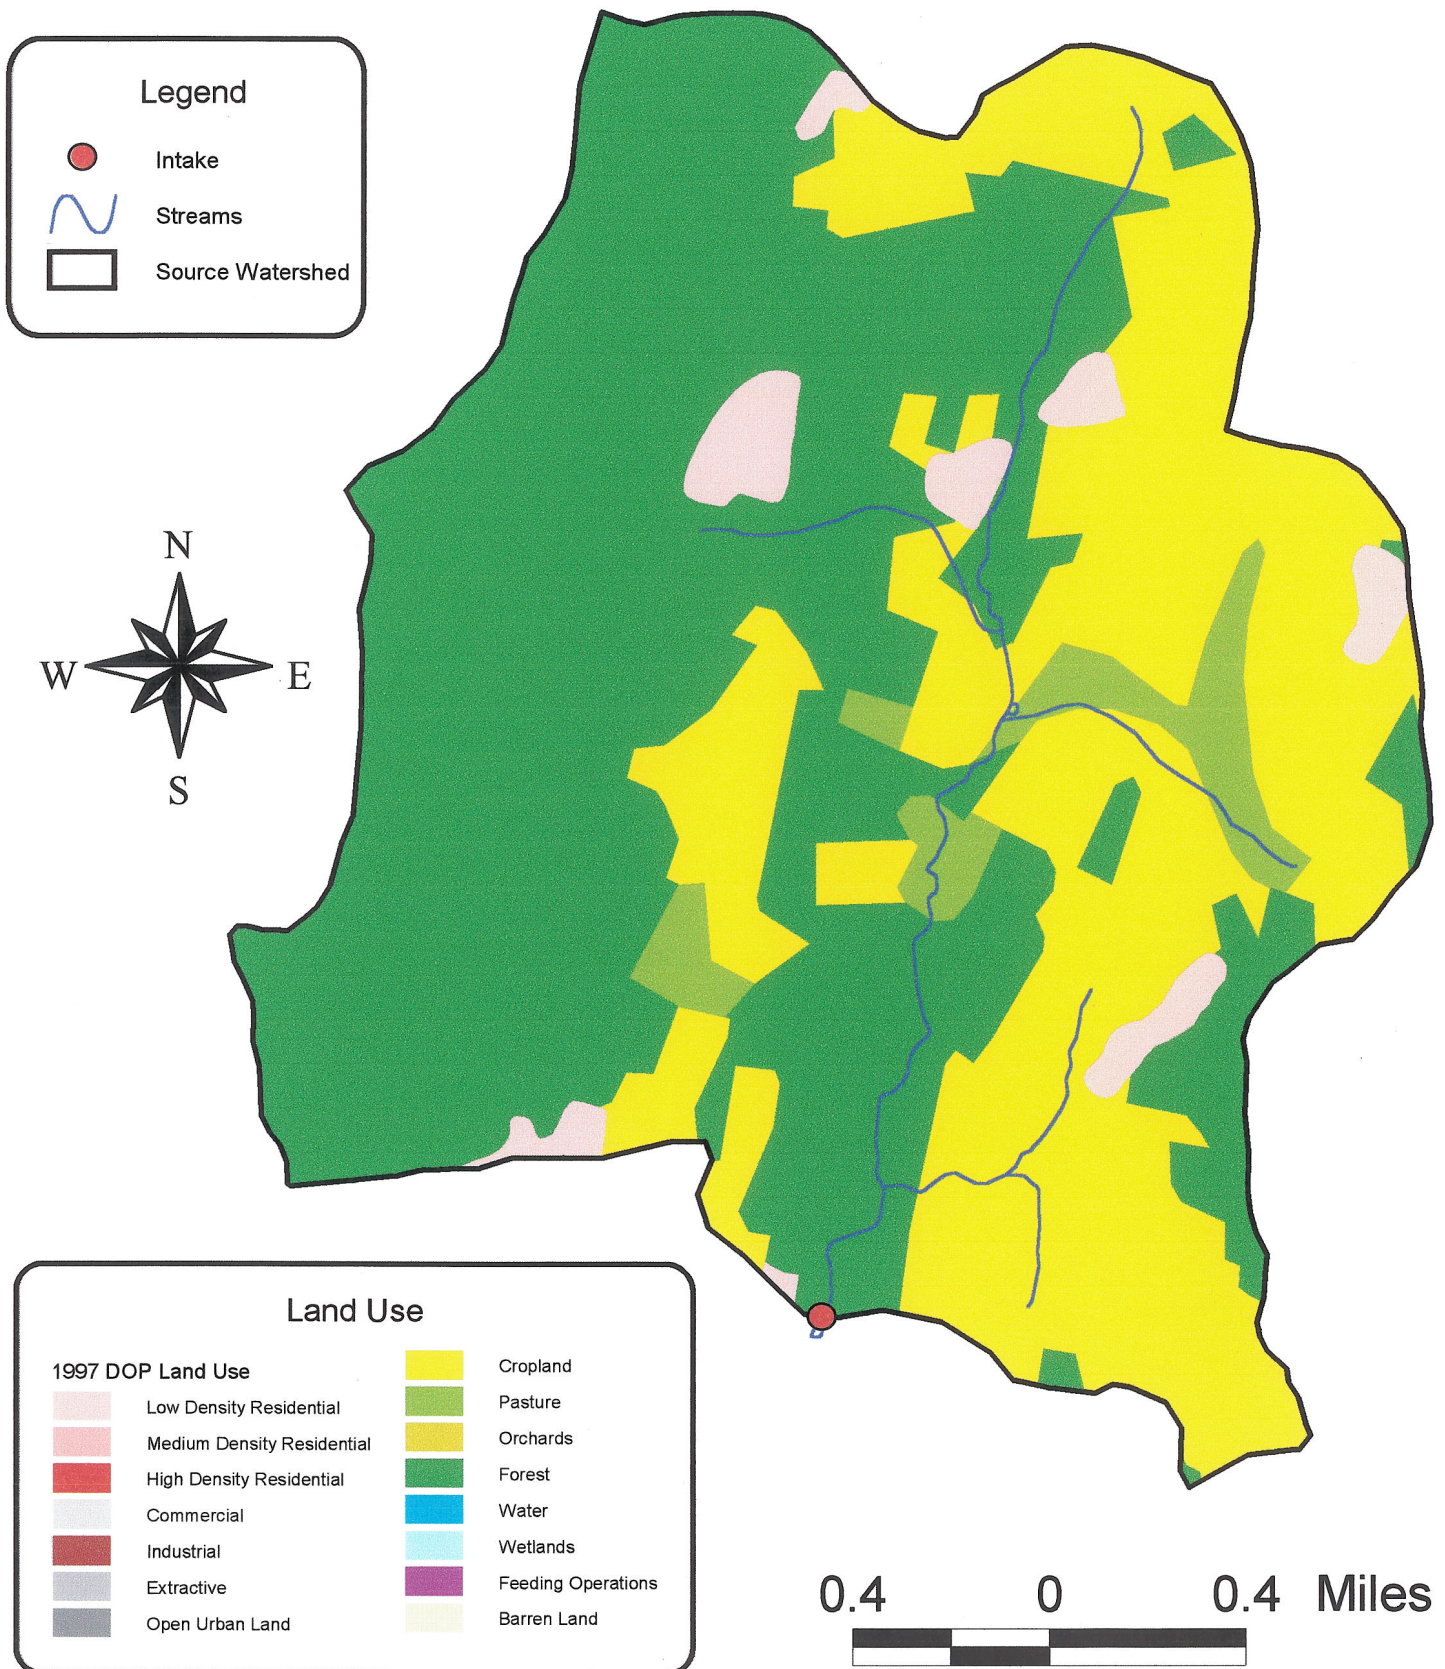 Legend
Intake
Streams
Source Watershed
N
W E
S
Land Use
1997 DOP Land Use
Low Density Residential
Medium Density Residential
High Density Residential
Commercial
Industrial
Extractive
Open Urban Land
Cropland
Pasture
Orchards
Forest
Water
Wetlands
Feeding Operations
Barren Land
0.4 0 0.4 Miles